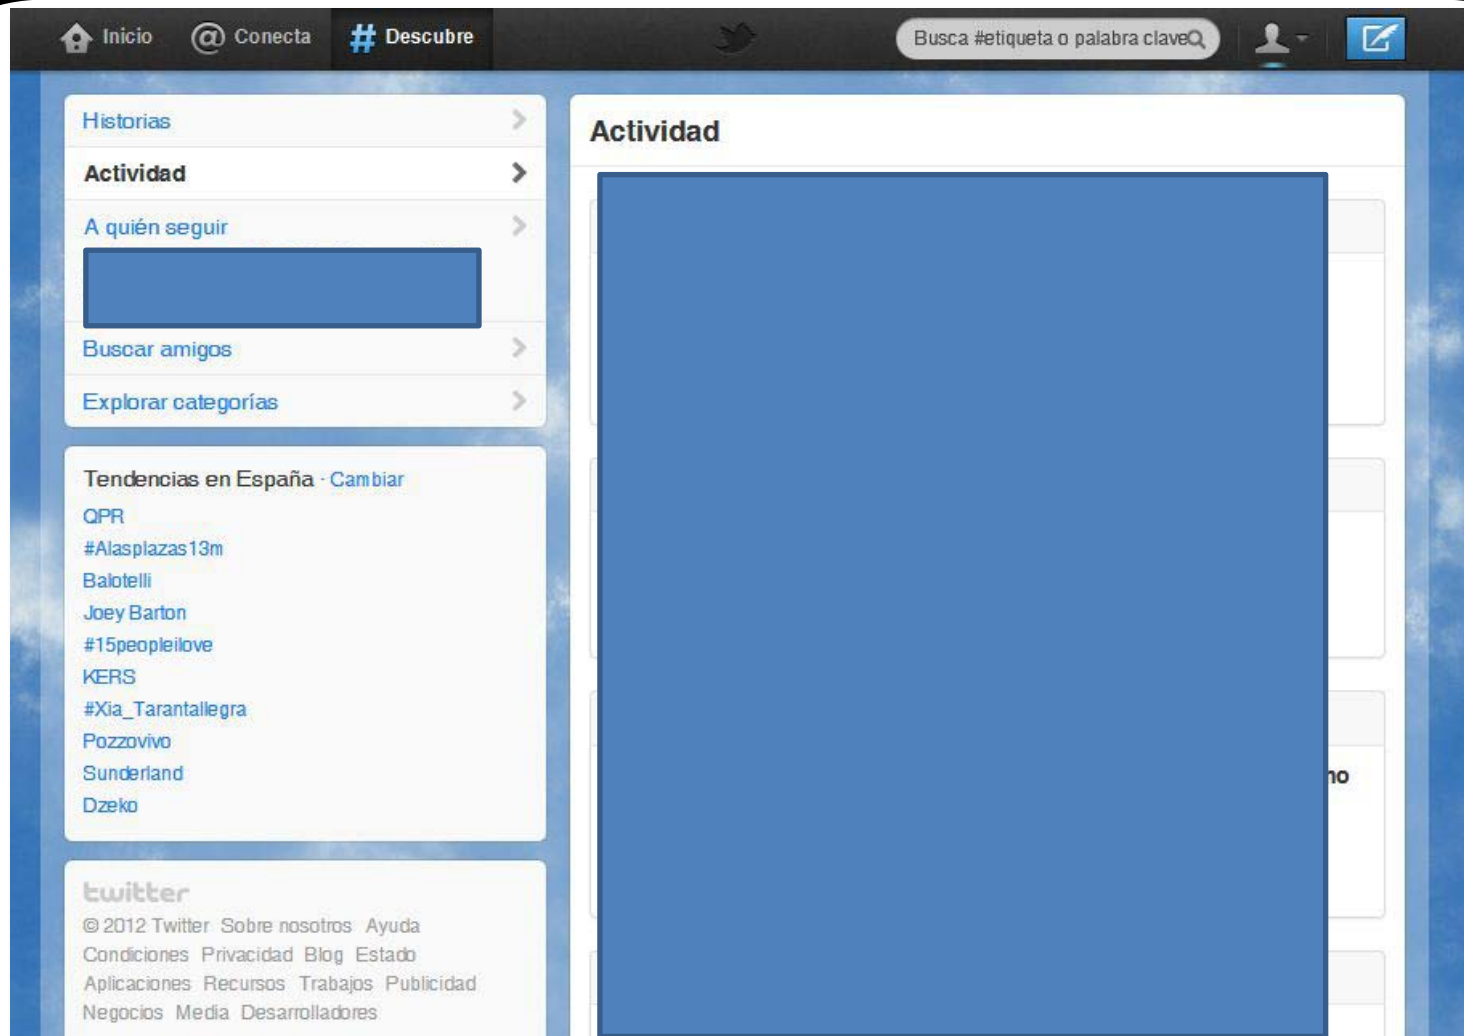 Inicio @ Conecta # Descubre Busca #etiqueta o palabra clave
Historias
Actividad
A quién seguir
Buscar amigos
Explorar categorías
Tendencias en España · Cambiar
QPR
#Alasplazas13m
Balotelli
Joey Barton
#15peopleilove
KERS
#Xia_Tarantallegra
Pozzovivo
Sunderland
Dzeko
twitter
© 2012 Twitter Sobre nosotros Ayuda
Condiciones Privacidad Blog Estado
Aplicaciones Recursos Trabajos Publicidad
Negocios Media Desarrolladores
Actividad